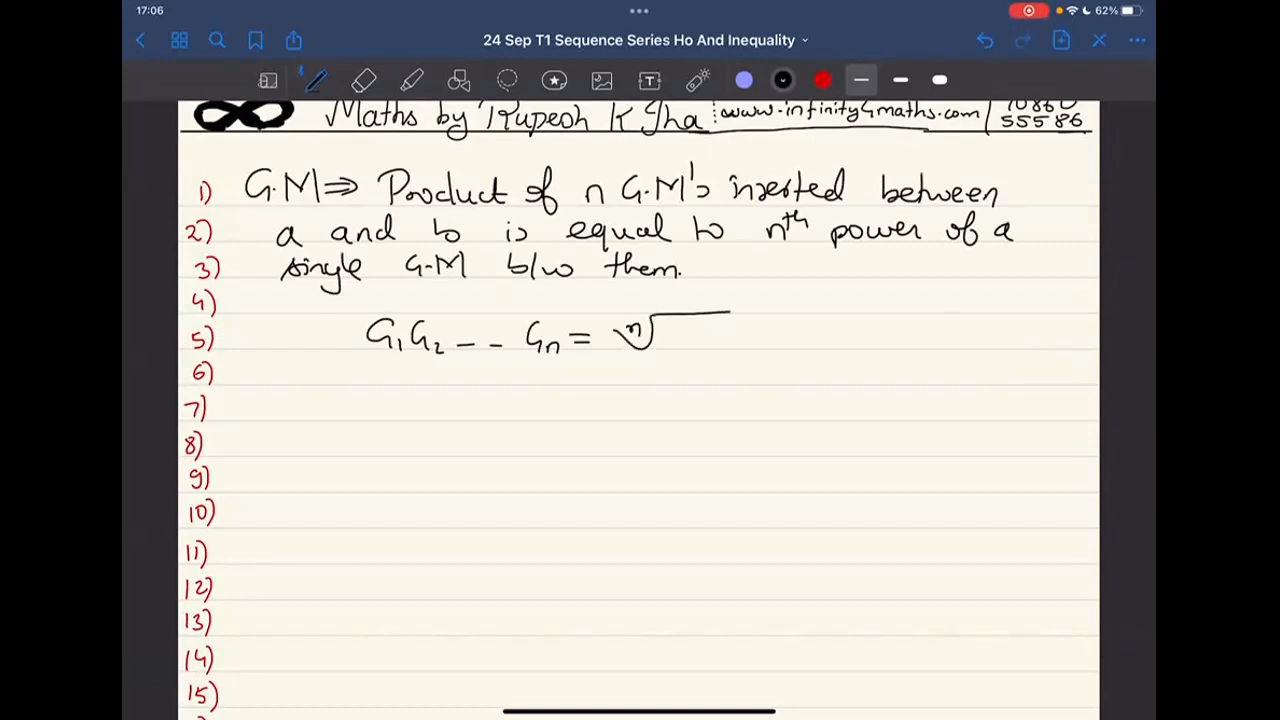 17:06
62%
24 Sep T1 Sequence Series Ho And Inequality
Maths by Rupesh K Jha
www.infinity4maths.com
55586
1) G.M ⇒ Product of n G.M's inserted between
2) a and b is equal to nth power of a
3) single G.M b/w them.
4)
5) G₁G₂ – – Gₙ = ⁿ√
6)
7)
8)
9)
10)
11)
12)
13)
14)
15)